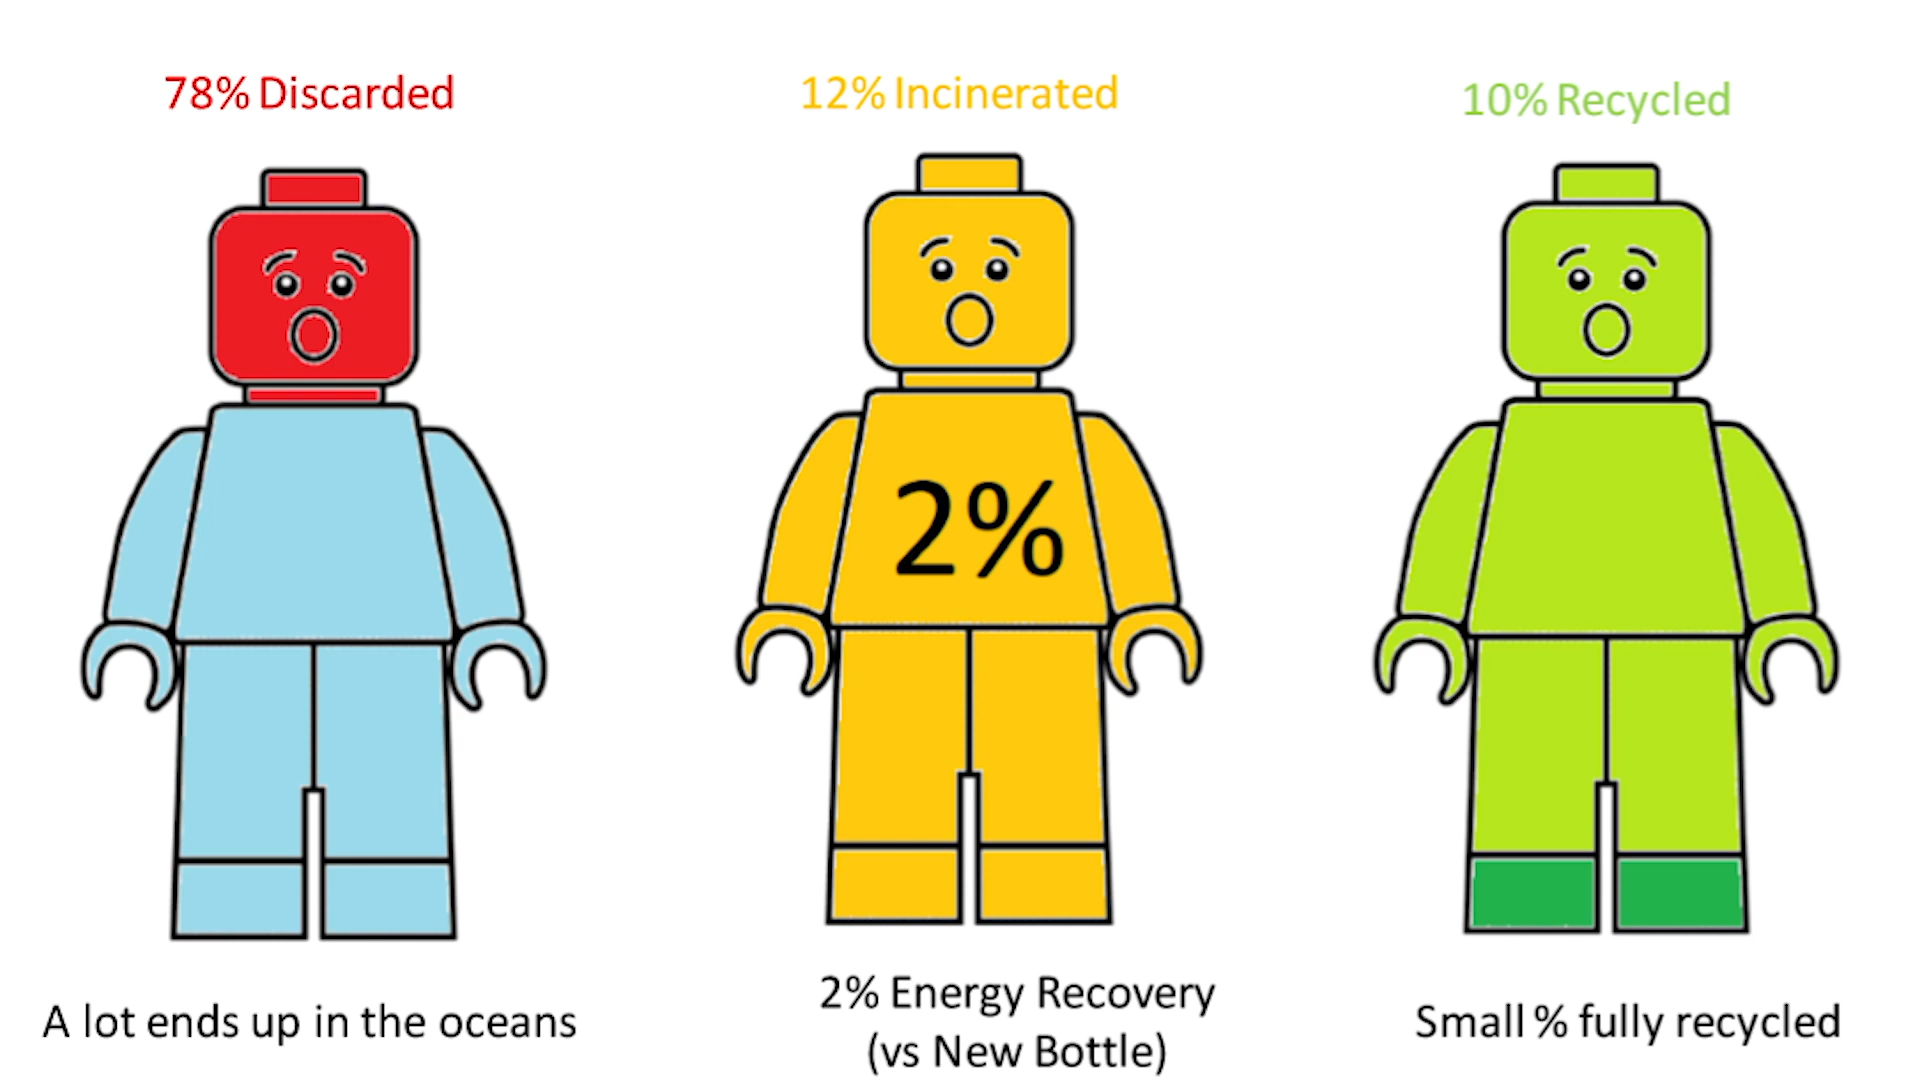 78% Discarded
12% Incinerated
10% Recycled
2%
A lot ends up in the oceans
2% Energy Recovery
(vs New Bottle)
Small % fully recycled